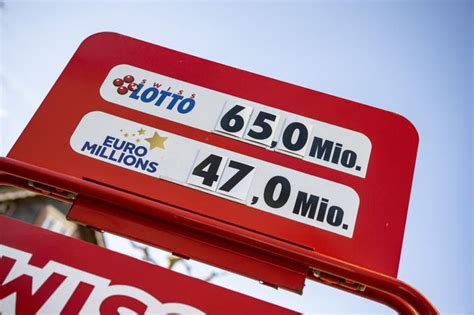 SWISS
LOTTO 65,0 Mio.
EURO
MILLIONS 47,0 Mio.